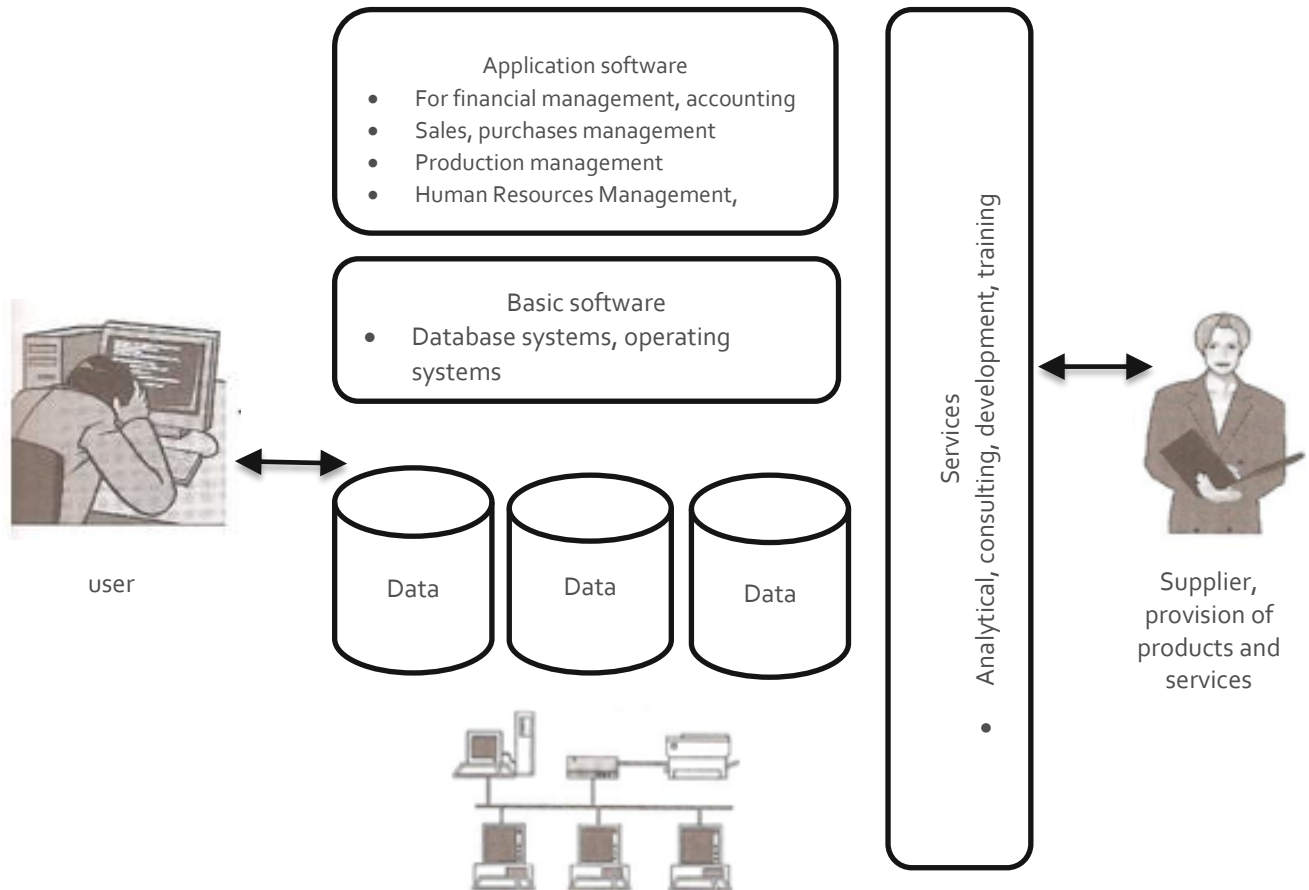 Application software
• For financial management, accounting
• Sales, purchases management
• Production management
• Human Resources Management,
Basic software
• Database systems, operating
systems
user
Data
Data
Data
Services
• Analytical, consulting, development, training
Supplier,
provision of
products and
services